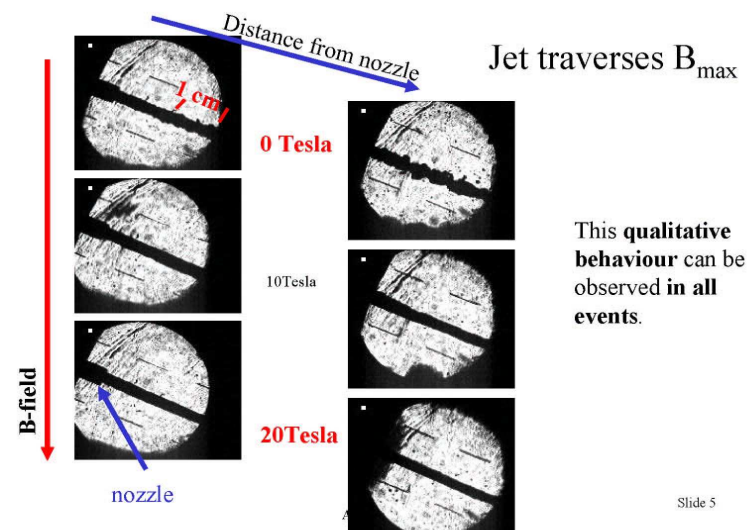 Distance from nozzle
Jet traverses Bmax
1 cm
0 Tesla
This qualitative
behaviour can be
observed in all
events.
10Tesla
B-field
20Tesla
nozzle
Slide 5